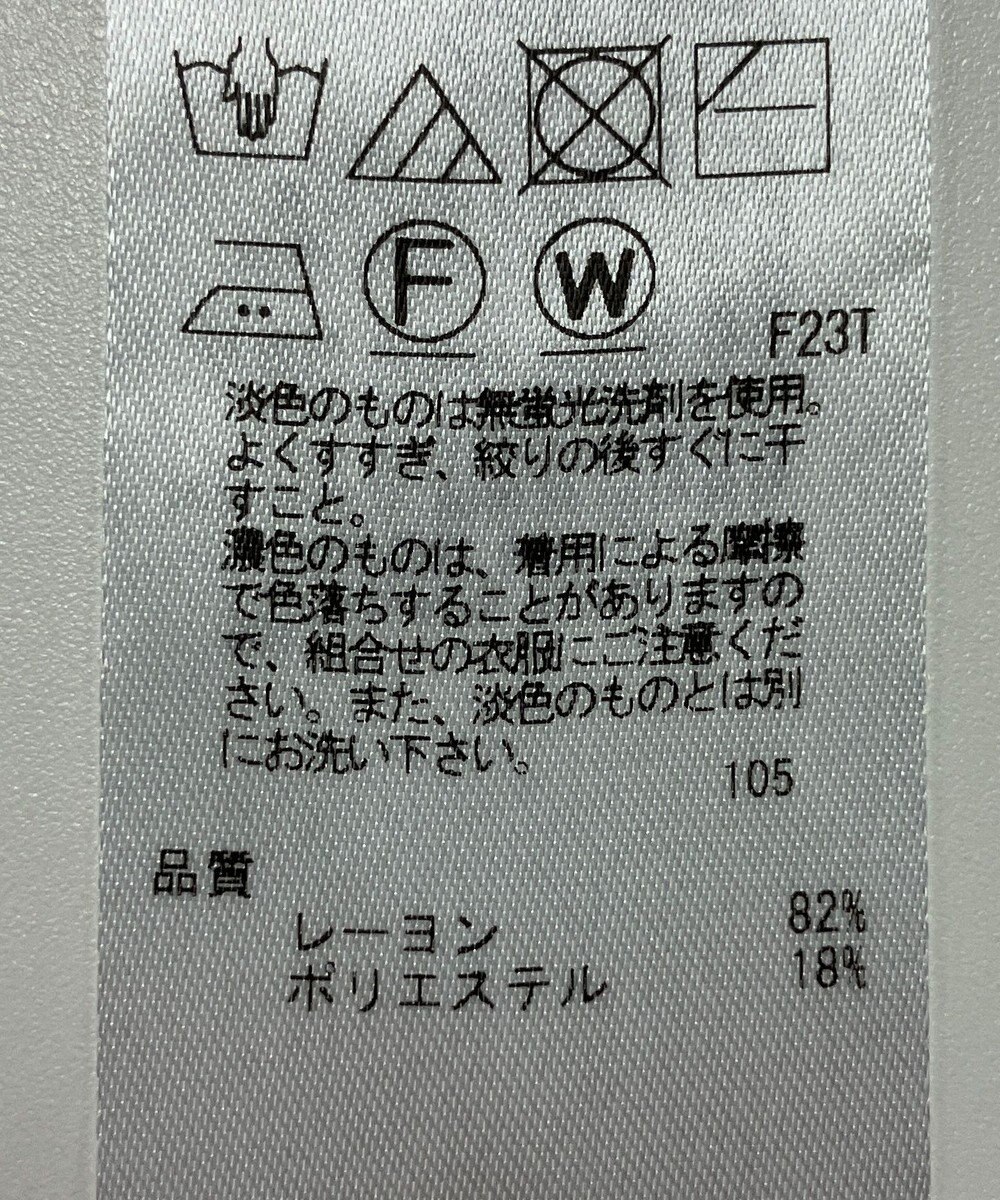 F W
F23T
淡色のものは無蛍光洗剤を使用。
よくすすぎ、絞りの後すぐに干
すこと。
濃色のものは、着用による摩擦
で色落ちすることがありますの
で、組合せの衣服にご注意くだ
さい。また、淡色のものとは別
にお洗い下さい。
105
品質
レーヨン 82%
ポリエステル 18%